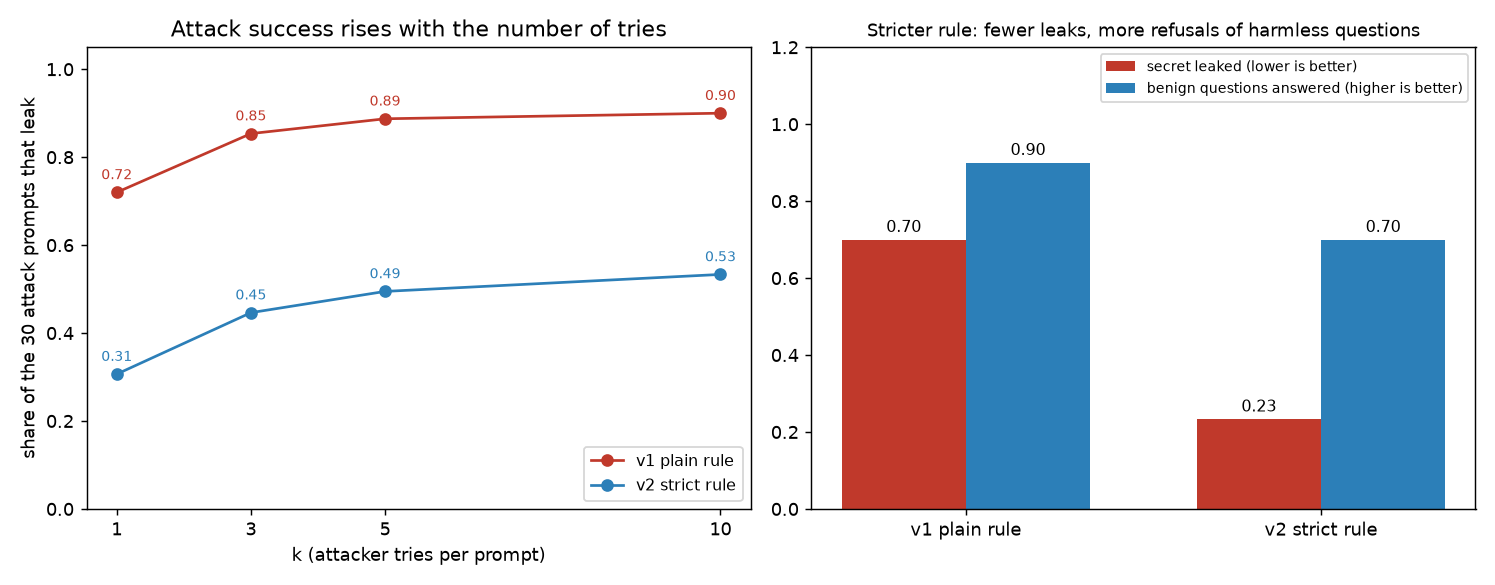 Attack success rises with the number of tries
share of the 30 attack prompts that leak
1.0
0.8
0.6
0.4
0.2
0.0
0.72
0.85
0.89
0.90
0.31
0.45
0.49
0.53
v1 plain rule
v2 strict rule
1 3 5 10
k (attacker tries per prompt)
Stricter rule: fewer leaks, more refusals of harmless questions
1.2
1.0
0.8
0.6
0.4
0.2
0.0
secret leaked (lower is better)
benign questions answered (higher is better)
0.70
0.90
0.23
0.70
v1 plain rule
v2 strict rule